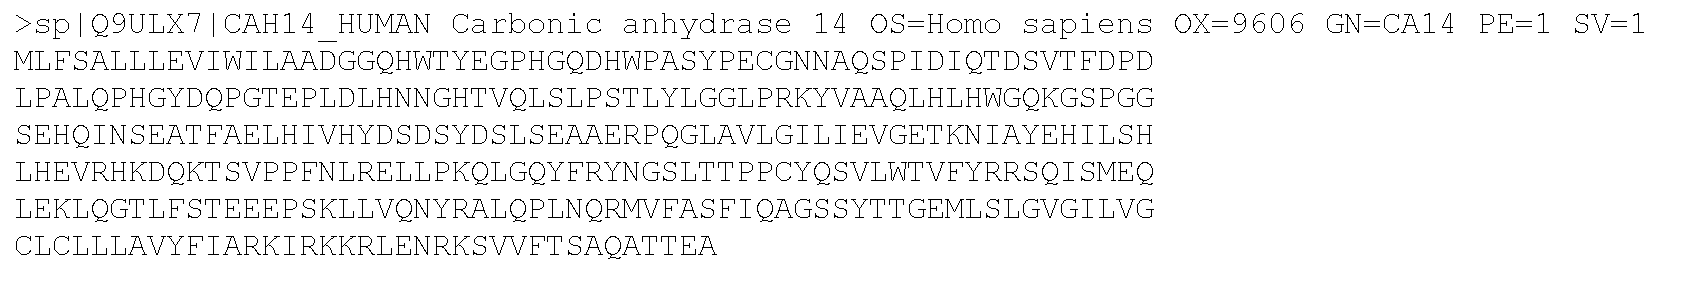 >sp|Q9ULX7|CAH14_HUMAN Carbonic anhydrase 14 OS=Homo sapiens OX=9606 GN=CA14 PE=1 SV=1
MLFSALLLEVIWILAADGGQHWTYEGPHGQDHWPASYPECGNNAQSPIDIQTDSVTFDPD
LPALQPHGYDQPGTEPLDLHNNGHTVQLSLPSTLYLGGLPRKYVAAQLHLHWGQKGSPGG
SEHQINSEATFAELHIVHYDSDSYDSLSEAAERPQGLAVLGILIEVGETKNIAYEHILSH
LHEVRHKDQKTSVPPFNLRELLPKQLGQYFRYNGSLTTPPCYQSVLWTVFYRRSQISMEQ
LEKLQGTLFSTEEEPSKLLVQNYRALQPLNQRMVFASFIQAGSSYTTGEMLSLGVGILVG
CLCLLLAVYFIARKIRKKRLENRKSVVFTSAQATTEA